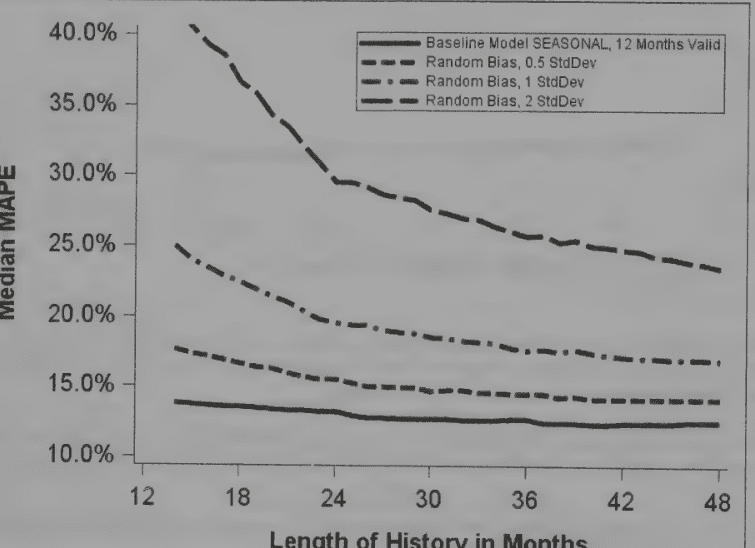 40.0%
35.0%
30.0%
25.0%
20.0%
15.0%
10.0%
Median MAPE
Baseline Model SEASONAL, 12 Months Valid
Random Bias, 0.5 StdDev
Random Bias, 1 StdDev
Random Bias, 2 StdDev
12 18 24 30 36 42 48
Length of History in Months